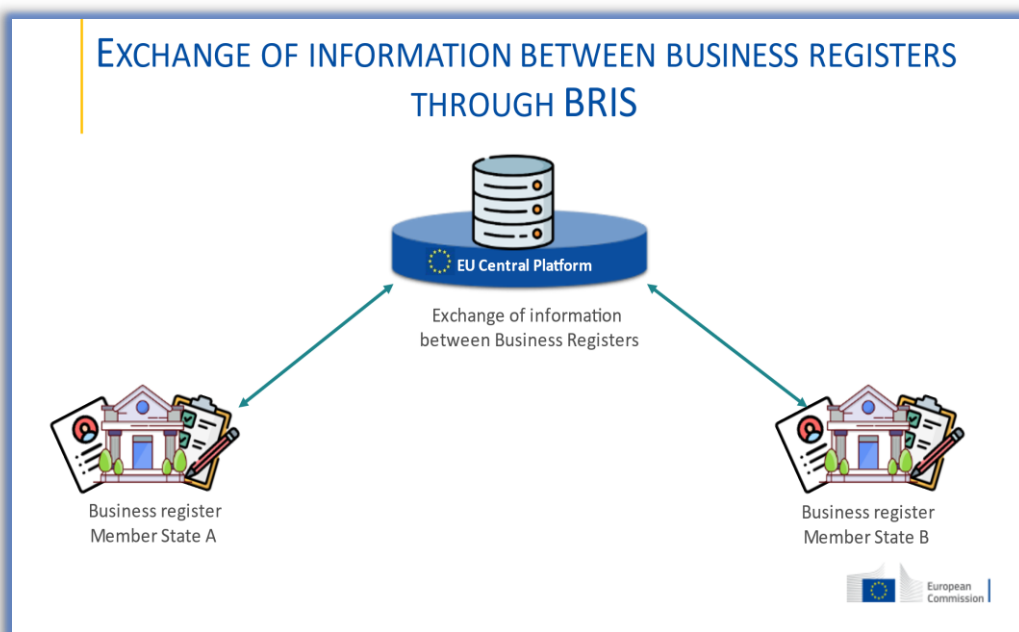 EXCHANGE OF INFORMATION BETWEEN BUSINESS REGISTERS
THROUGH BRIS
EU Central Platform
Exchange of information
between Business Registers
Business register
Member State A
Business register
Member State B
European
Commission